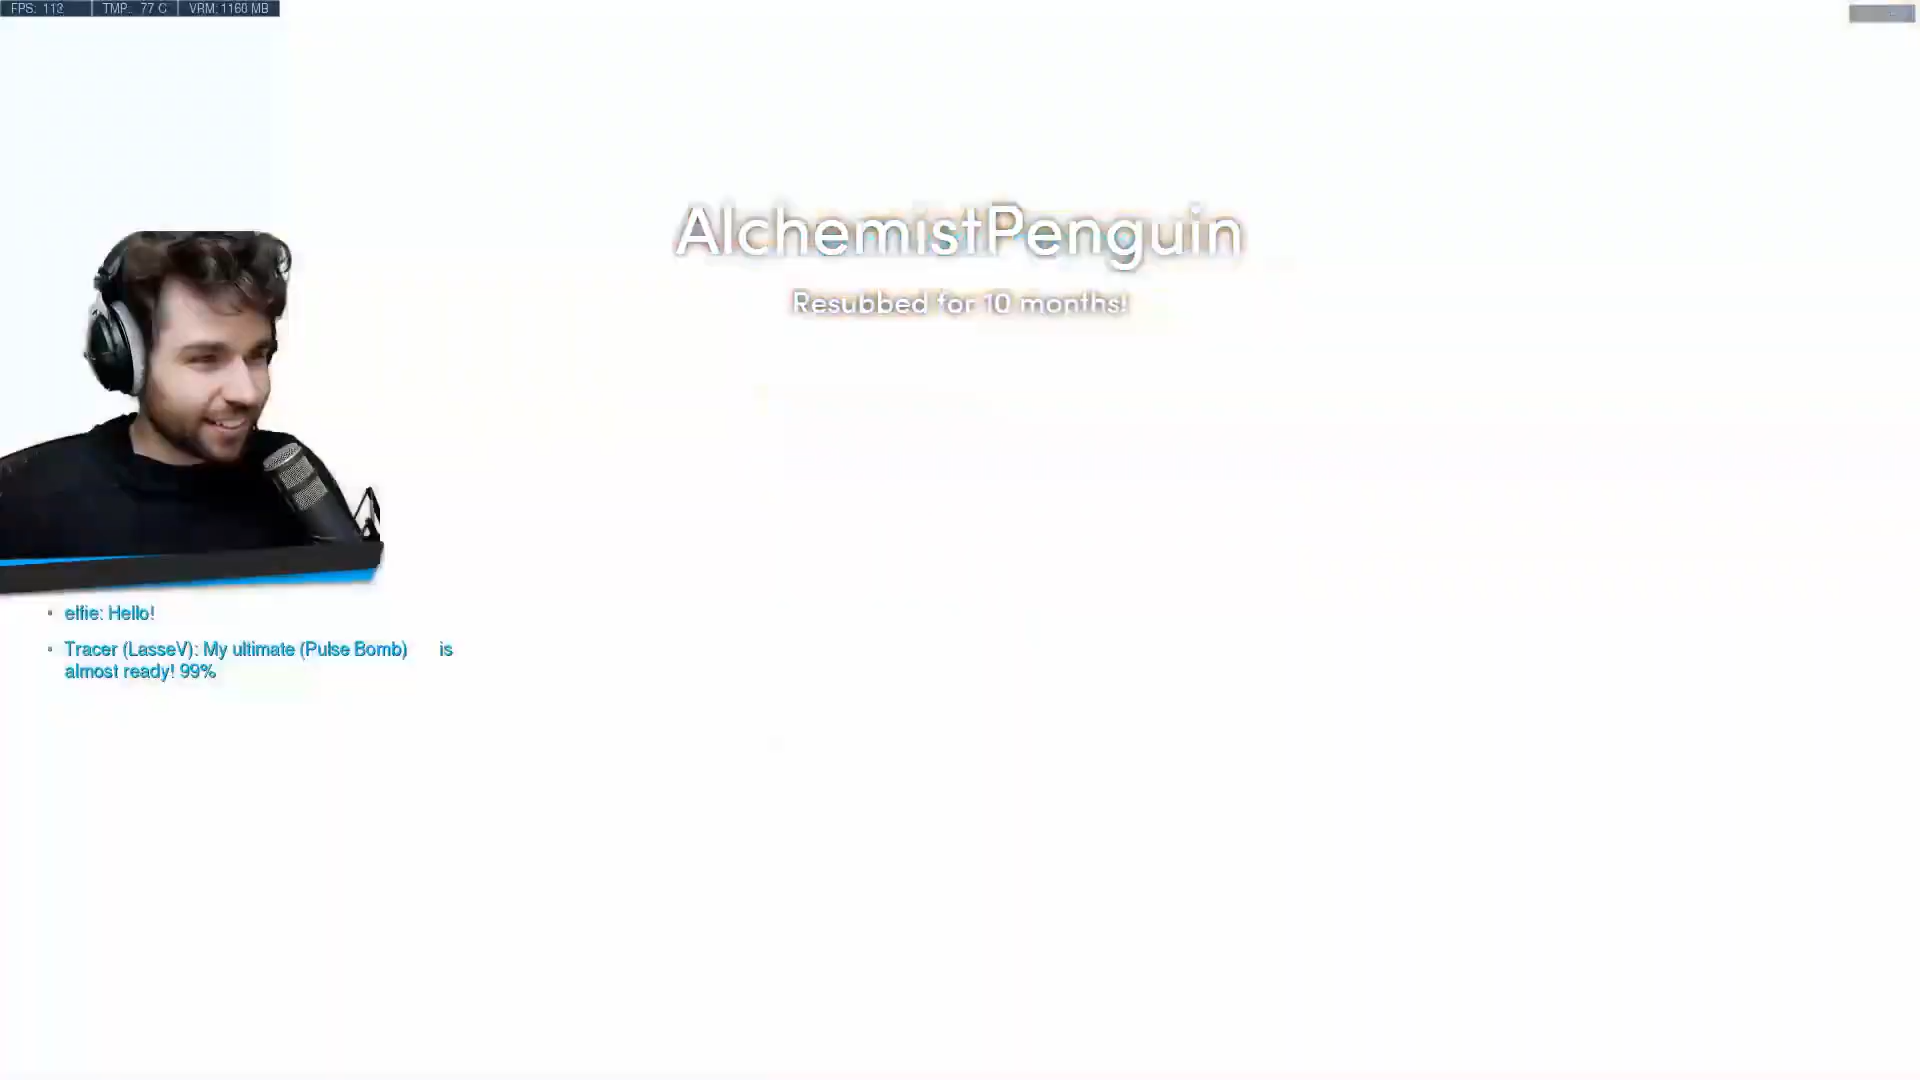 FPS: 112 TMP: 77 C VRM: 1160 MB
AlchemistPenguin
Resubbed for 10 months!
elfie: Hello!
Tracer (LasseV): My ultimate (Pulse Bomb) is
almost ready! 99%